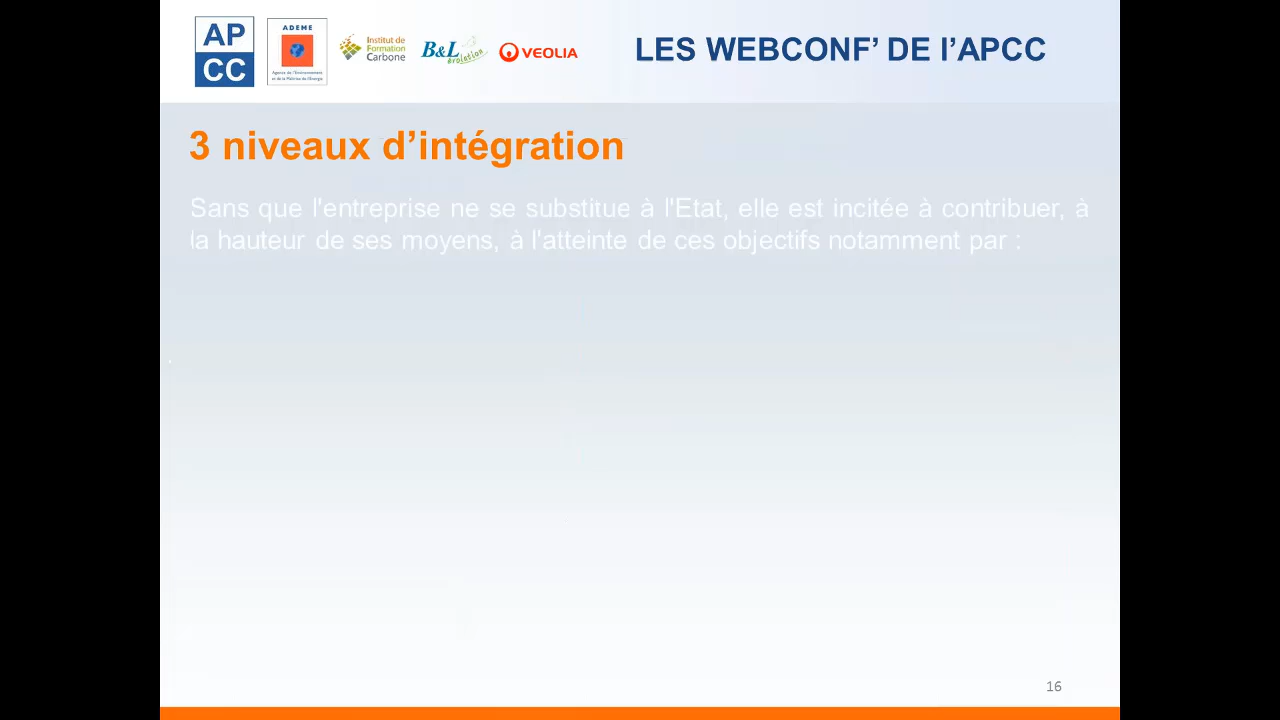 AP
CC
ADEME
Agence de l'Environnement
et de la Maîtrise de l'Energie
Institut de
Formation
Carbone
B&L
évolution
VEOLIA
LES WEBCONF’ DE l’APCC
3 niveaux d’intégration
Sans que l'entreprise ne se substitue à l'Etat, elle est incitée à contribuer, à
la hauteur de ses moyens, à l'atteinte de ces objectifs notamment par :
16